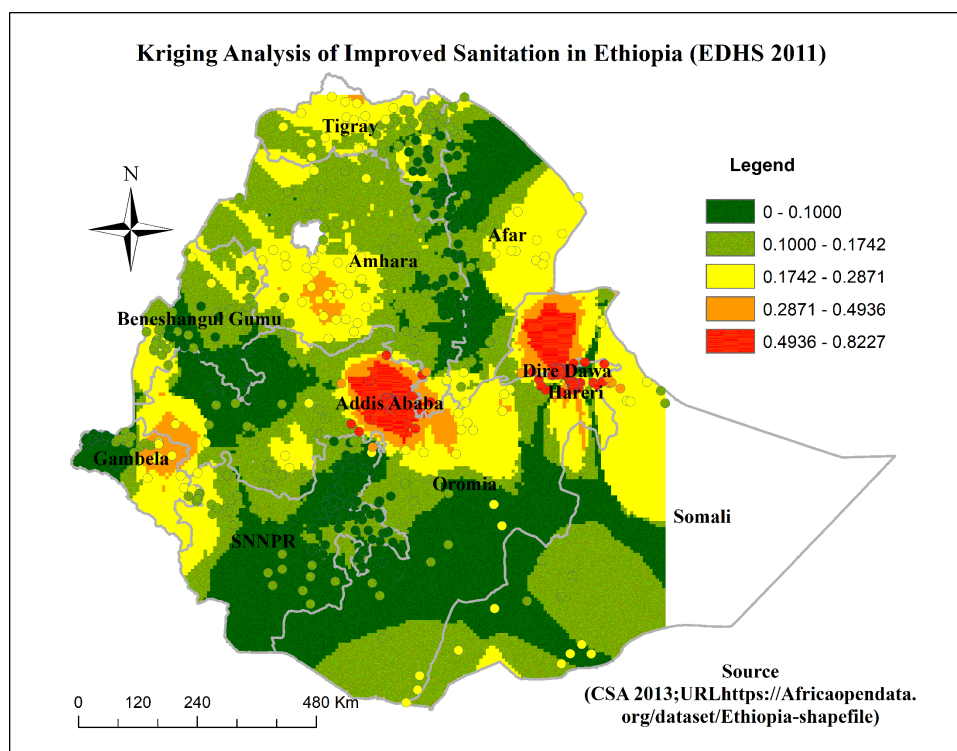 Kriging Analysis of Improved Sanitation in Ethiopia (EDHS 2011)
Tigray
N
Legend
0 - 0.1000
0.1000 - 0.1742
0.1742 - 0.2871
0.2871 - 0.4936
0.4936 - 0.8227
Afar
Amhara
Beneshangul Gumu
Dire Dawa
Hareri
Addis Ababa
Gambela
Oromia
Somali
SNNPR
Source
(CSA 2013;URLhttps://Africaopendata.
org/dataset/Ethiopia-shapefile)
0 120 240 480 Km